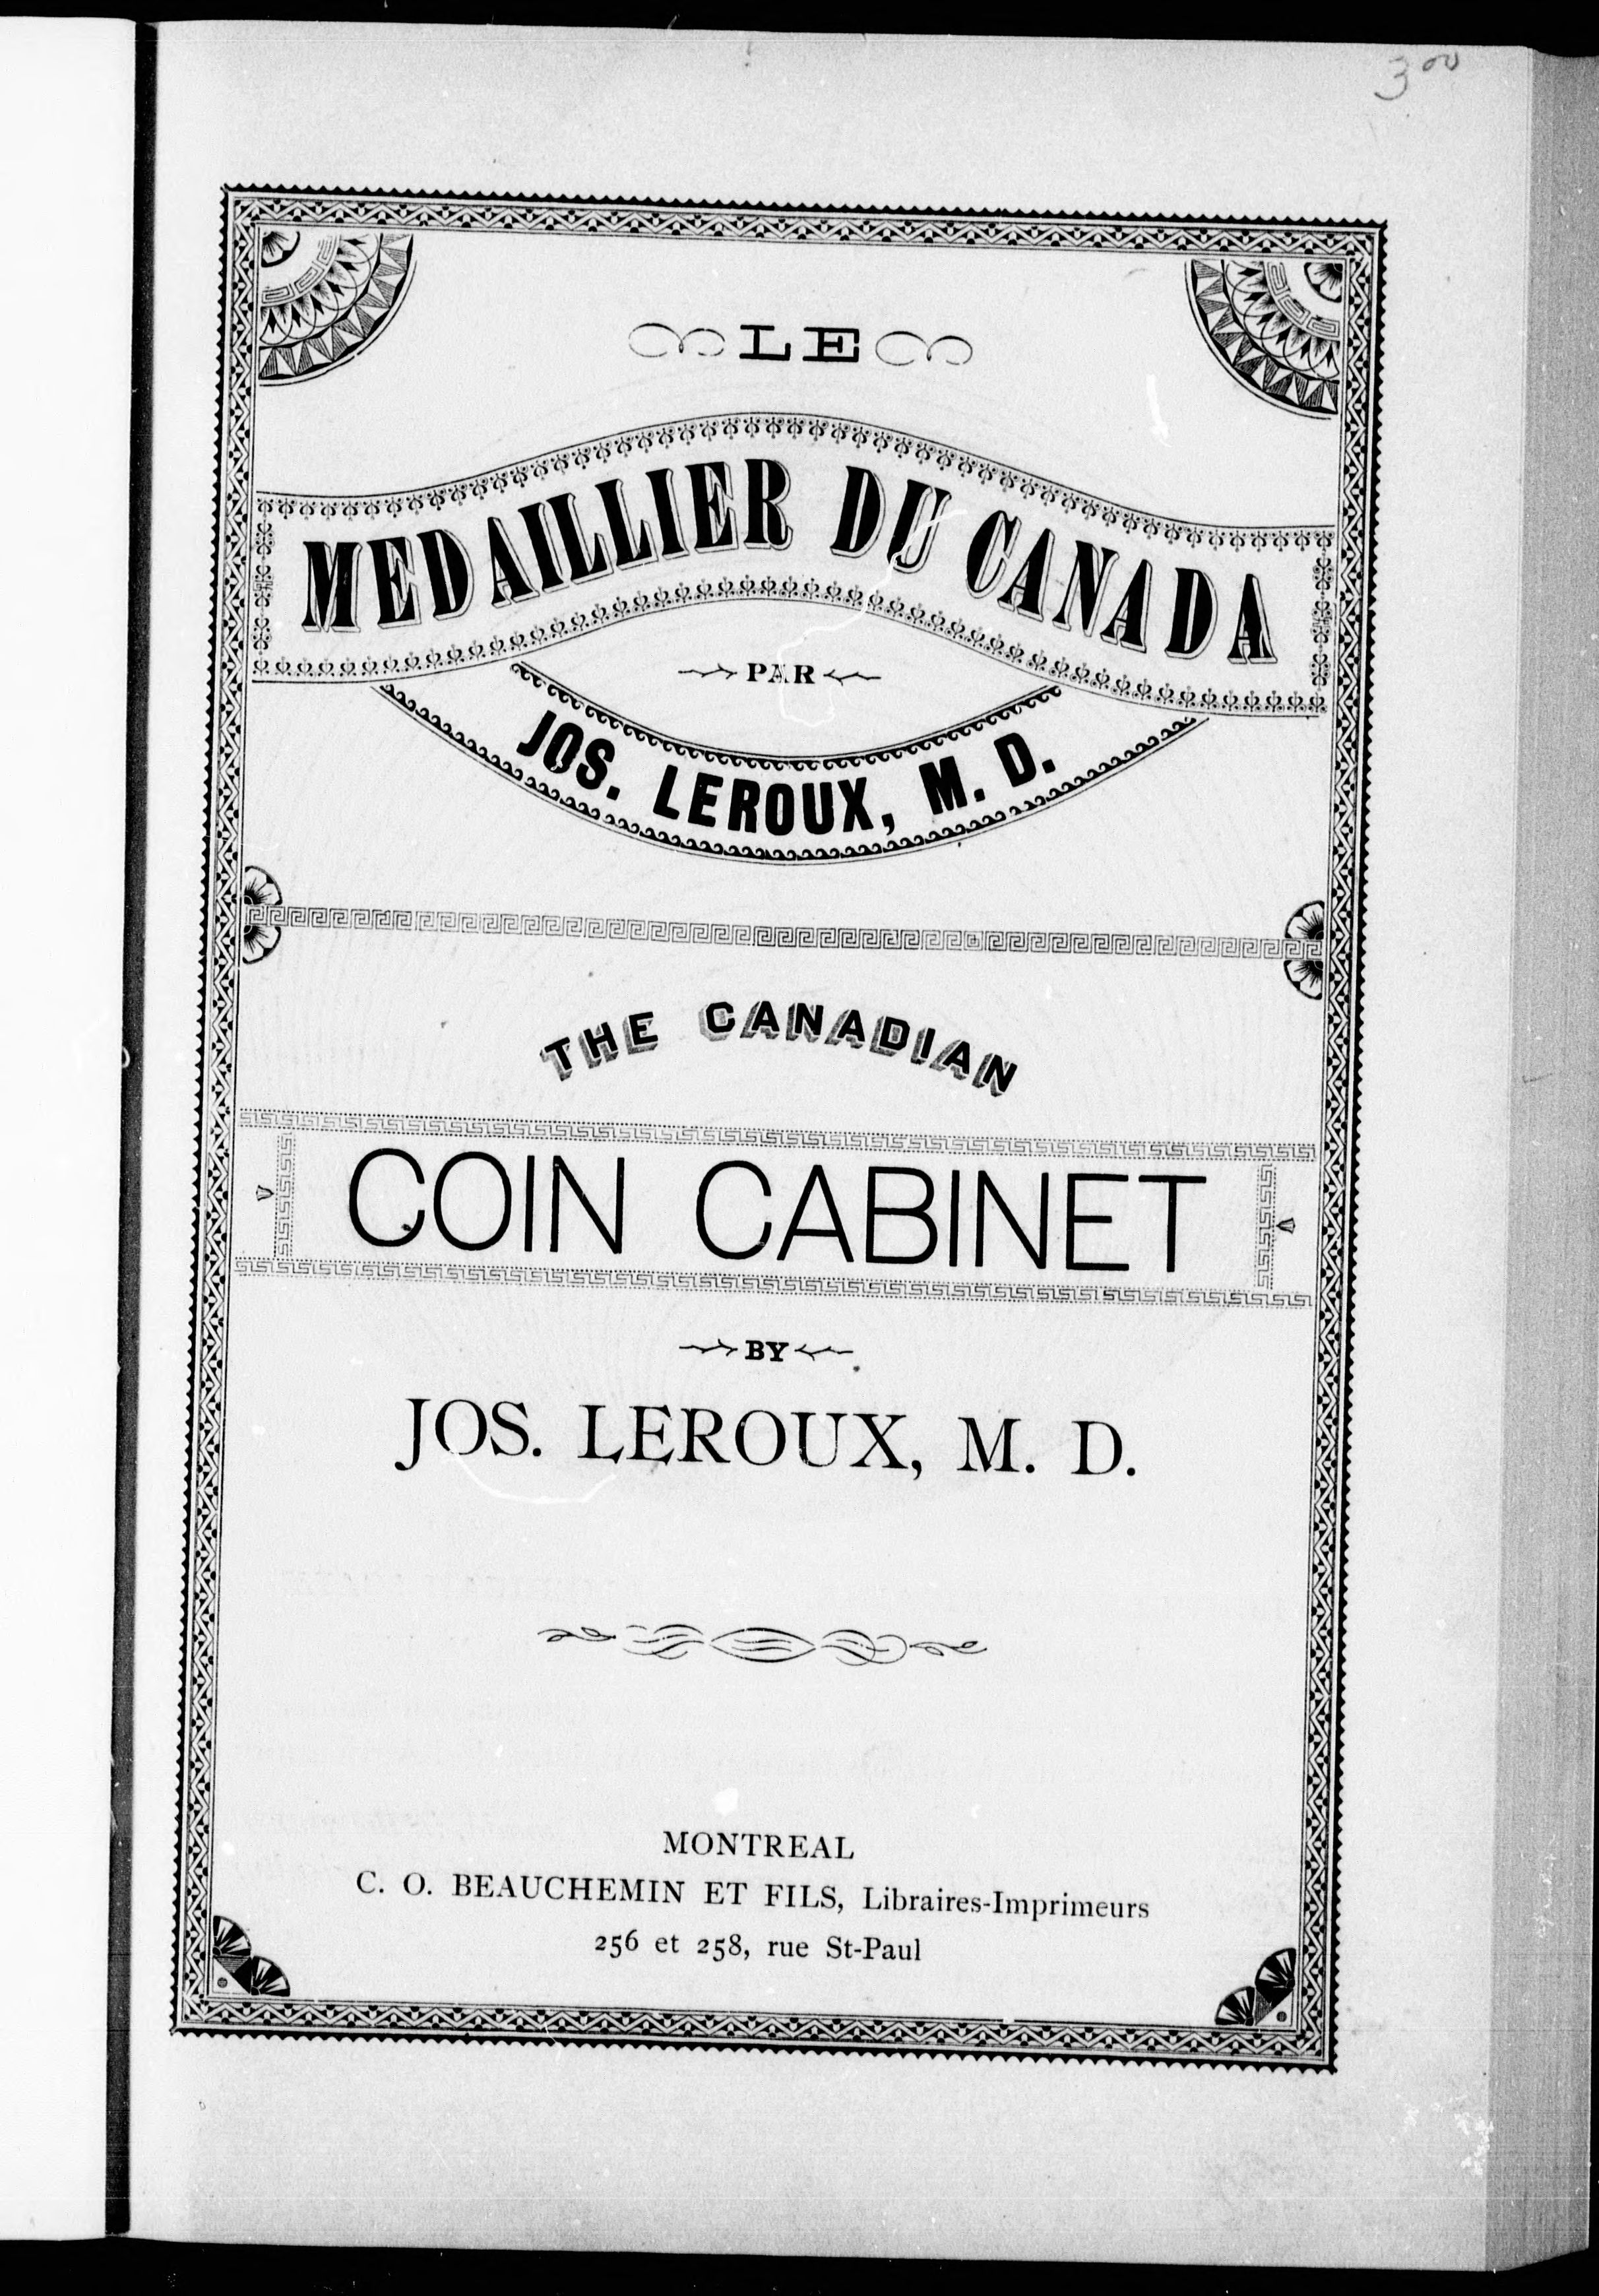 3 00
LE
MEDAILLIER DU CANADA
PAR
JOS. LEROUX, M. D.
THE CANADIAN
COIN CABINET
BY
JOS. LEROUX, M. D.
MONTREAL
C. O. BEAUCHEMIN ET FILS, Libraires-Imprimeurs
256 et 258, rue St-Paul